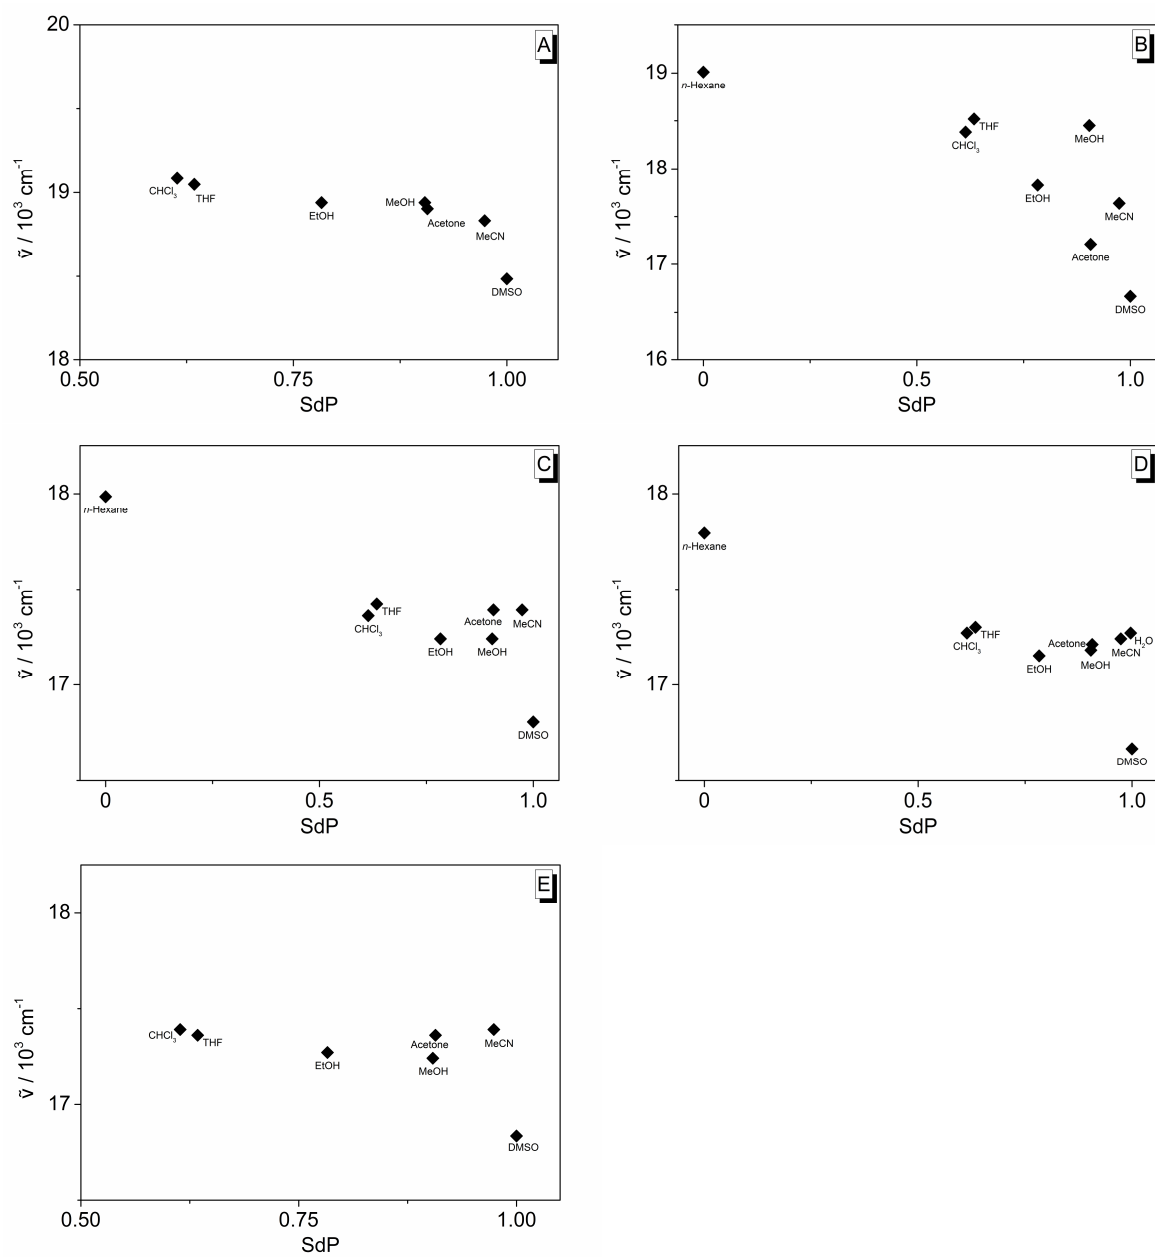 A
20
19
18
ṽ / 10³ cm⁻¹
CHCl₃
THF
EtOH
MeOH
Acetone
MeCN
DMSO
0.50 0.75 1.00
SdP
B
19
18
17
16
ṽ / 10³ cm⁻¹
n-Hexane
THF
CHCl₃
MeOH
EtOH
MeCN
Acetone
DMSO
0 0.5 1.0
SdP
C
18
17
ṽ / 10³ cm⁻¹
n-Hexane
THF
CHCl₃
Acetone
MeCN
EtOH
MeOH
DMSO
0 0.5 1.0
SdP
D
18
17
ṽ / 10³ cm⁻¹
n-Hexane
THF
CHCl₃
Acetone
H₂O
MeCN
EtOH
MeOH
DMSO
0 0.5 1.0
SdP
E
18
17
ṽ / 10³ cm⁻¹
CHCl₃
THF
EtOH
Acetone
MeOH
MeCN
DMSO
0.50 0.75 1.00
SdP